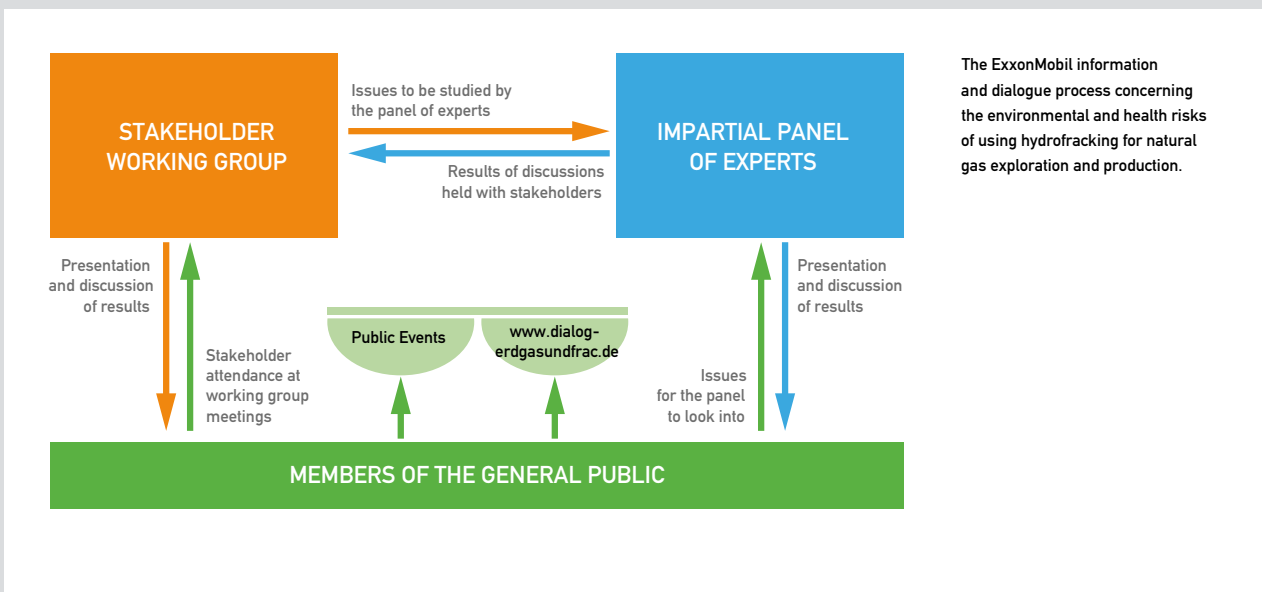 STAKEHOLDER
WORKING GROUP
Issues to be studied by
the panel of experts
Results of discussions
held with stakeholders
IMPARTIAL PANEL
OF EXPERTS
The ExxonMobil information
and dialogue process concerning
the environmental and health risks
of using hydrofracking for natural
gas exploration and production.
Presentation
and discussion
of results
Stakeholder
attendance at
working group
meetings
Public Events
www.dialog-
erdgasundfrac.de
Issues
for the panel
to look into
Presentation
and discussion
of results
MEMBERS OF THE GENERAL PUBLIC